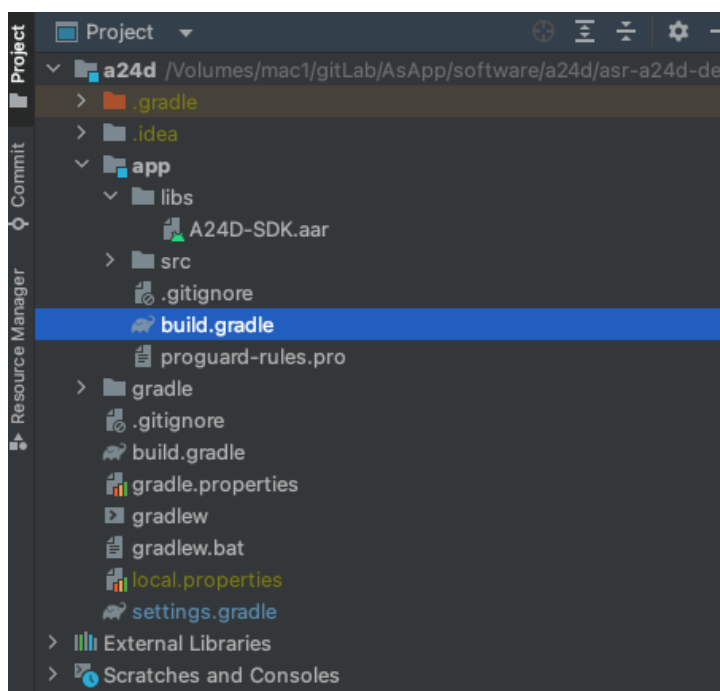 Project
Commit
Resource Manager
Project
a24d /Volumes/mac1/gitLab/AsApp/software/a24d/asr-a24d-de
.gradle
.idea
app
libs
A24D-SDK.aar
src
.gitignore
build.gradle
proguard-rules.pro
gradle
.gitignore
build.gradle
gradle.properties
gradlew
gradlew.bat
local.properties
settings.gradle
External Libraries
Scratches and Consoles